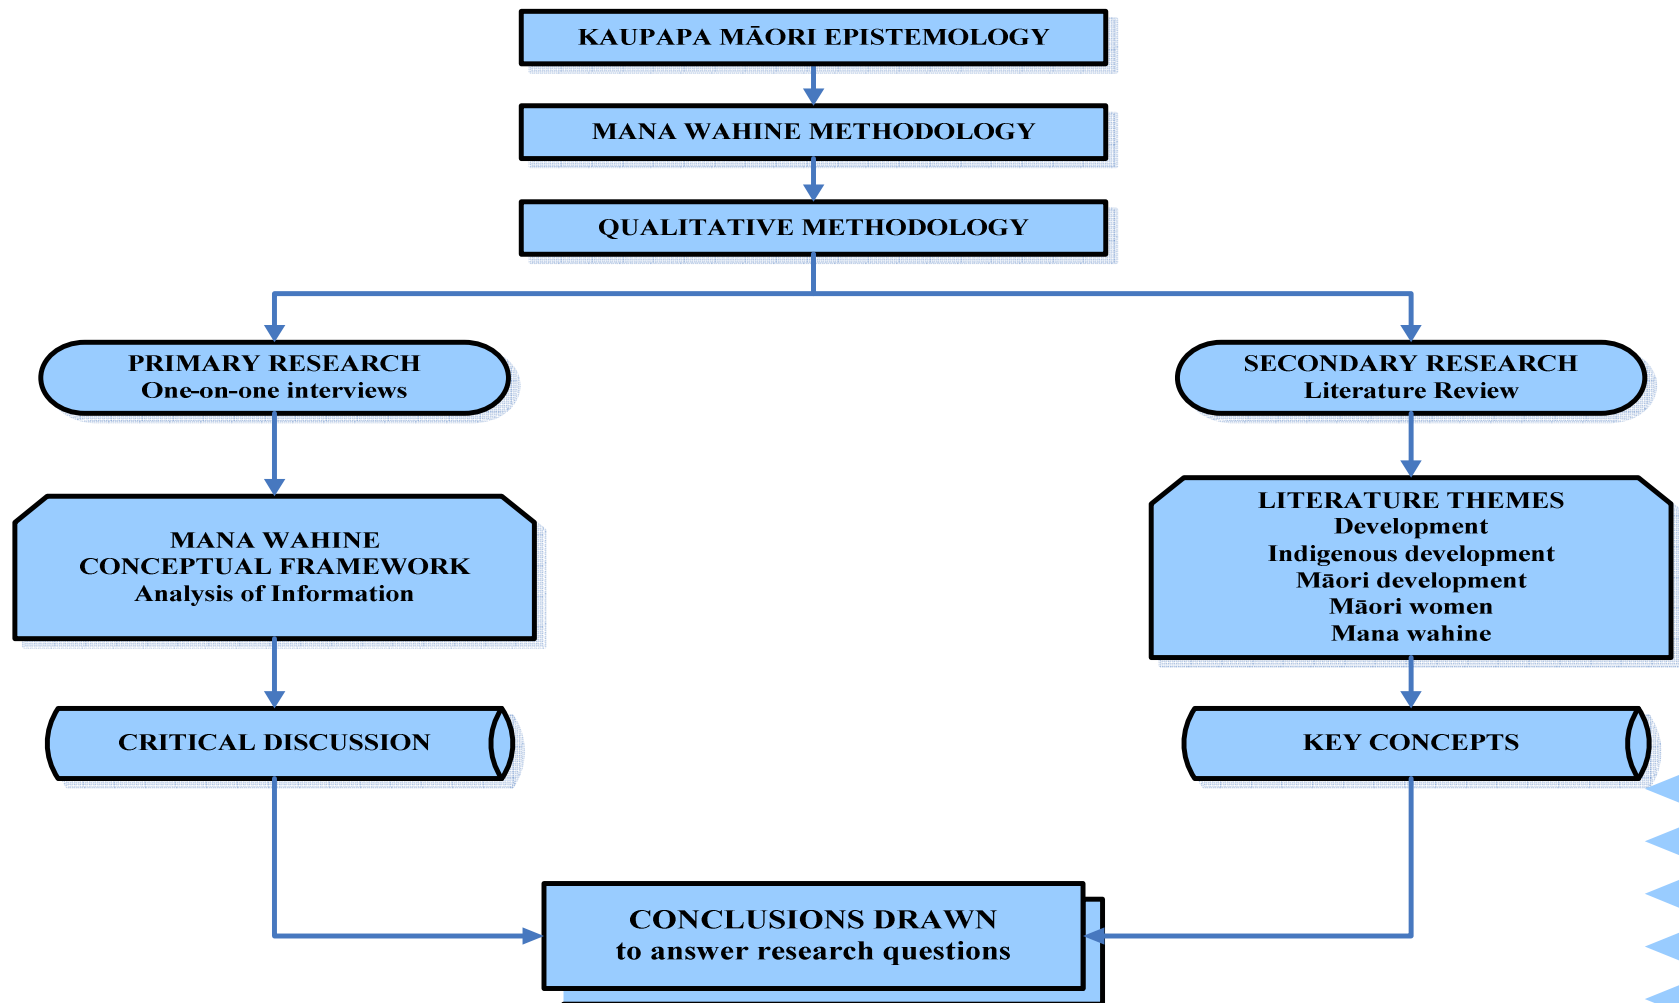 KAUPAPA MĀORI EPISTEMOLOGY
MANA WAHINE METHODOLOGY
QUALITATIVE METHODOLOGY
PRIMARY RESEARCH
One-on-one interviews
SECONDARY RESEARCH
Literature Review
MANA WAHINE
CONCEPTUAL FRAMEWORK
Analysis of Information
LITERATURE THEMES
Development
Indigenous development
Māori development
Māori women
Mana wahine
CRITICAL DISCUSSION
KEY CONCEPTS
CONCLUSIONS DRAWN
to answer research questions